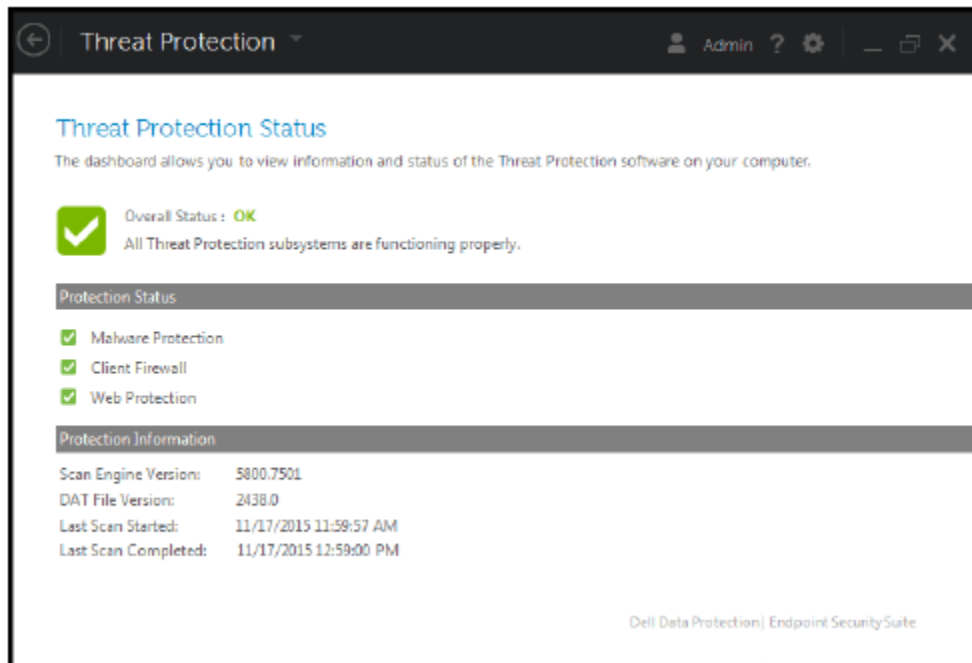 Threat Protection
Admin ?
Threat Protection Status
The dashboard allows you to view information and status of the Threat Protection software on your computer.
Overall Status : OK
All Threat Protection subsystems are functioning properly.
Protection Status
Malware Protection
Client Firewall
Web Protection
Protection Information
Scan Engine Version: 5800.7501
DAT File Version: 2438.0
Last Scan Started: 11/17/2015 11:59:57 AM
Last Scan Completed: 11/17/2015 12:59:00 PM
Dell Data Protection | Endpoint Security Suite